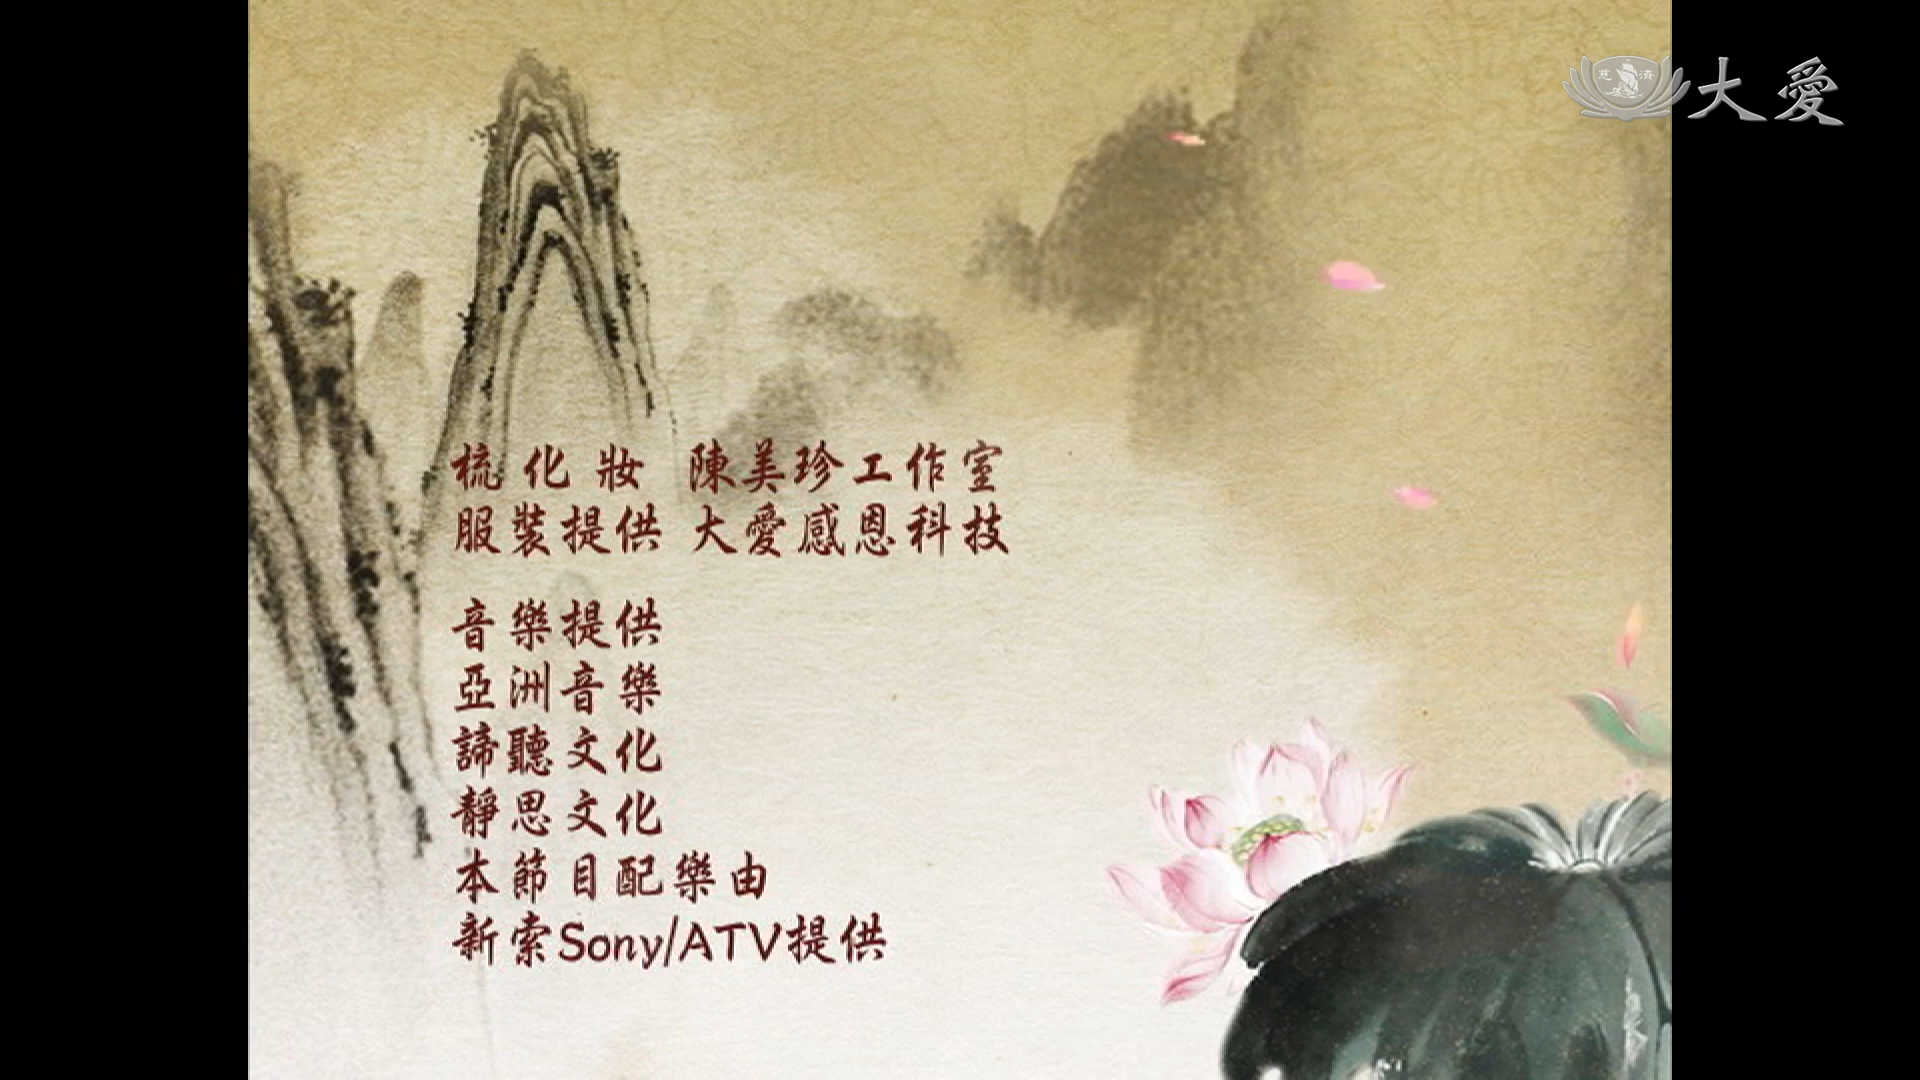 大愛
慈濟
梳化妝 陳美珍工作室
服裝提供 大愛感恩科技
音樂提供
亞洲音樂
諦聽文化
靜思文化
本節目配樂由
新索Sony/ATV提供